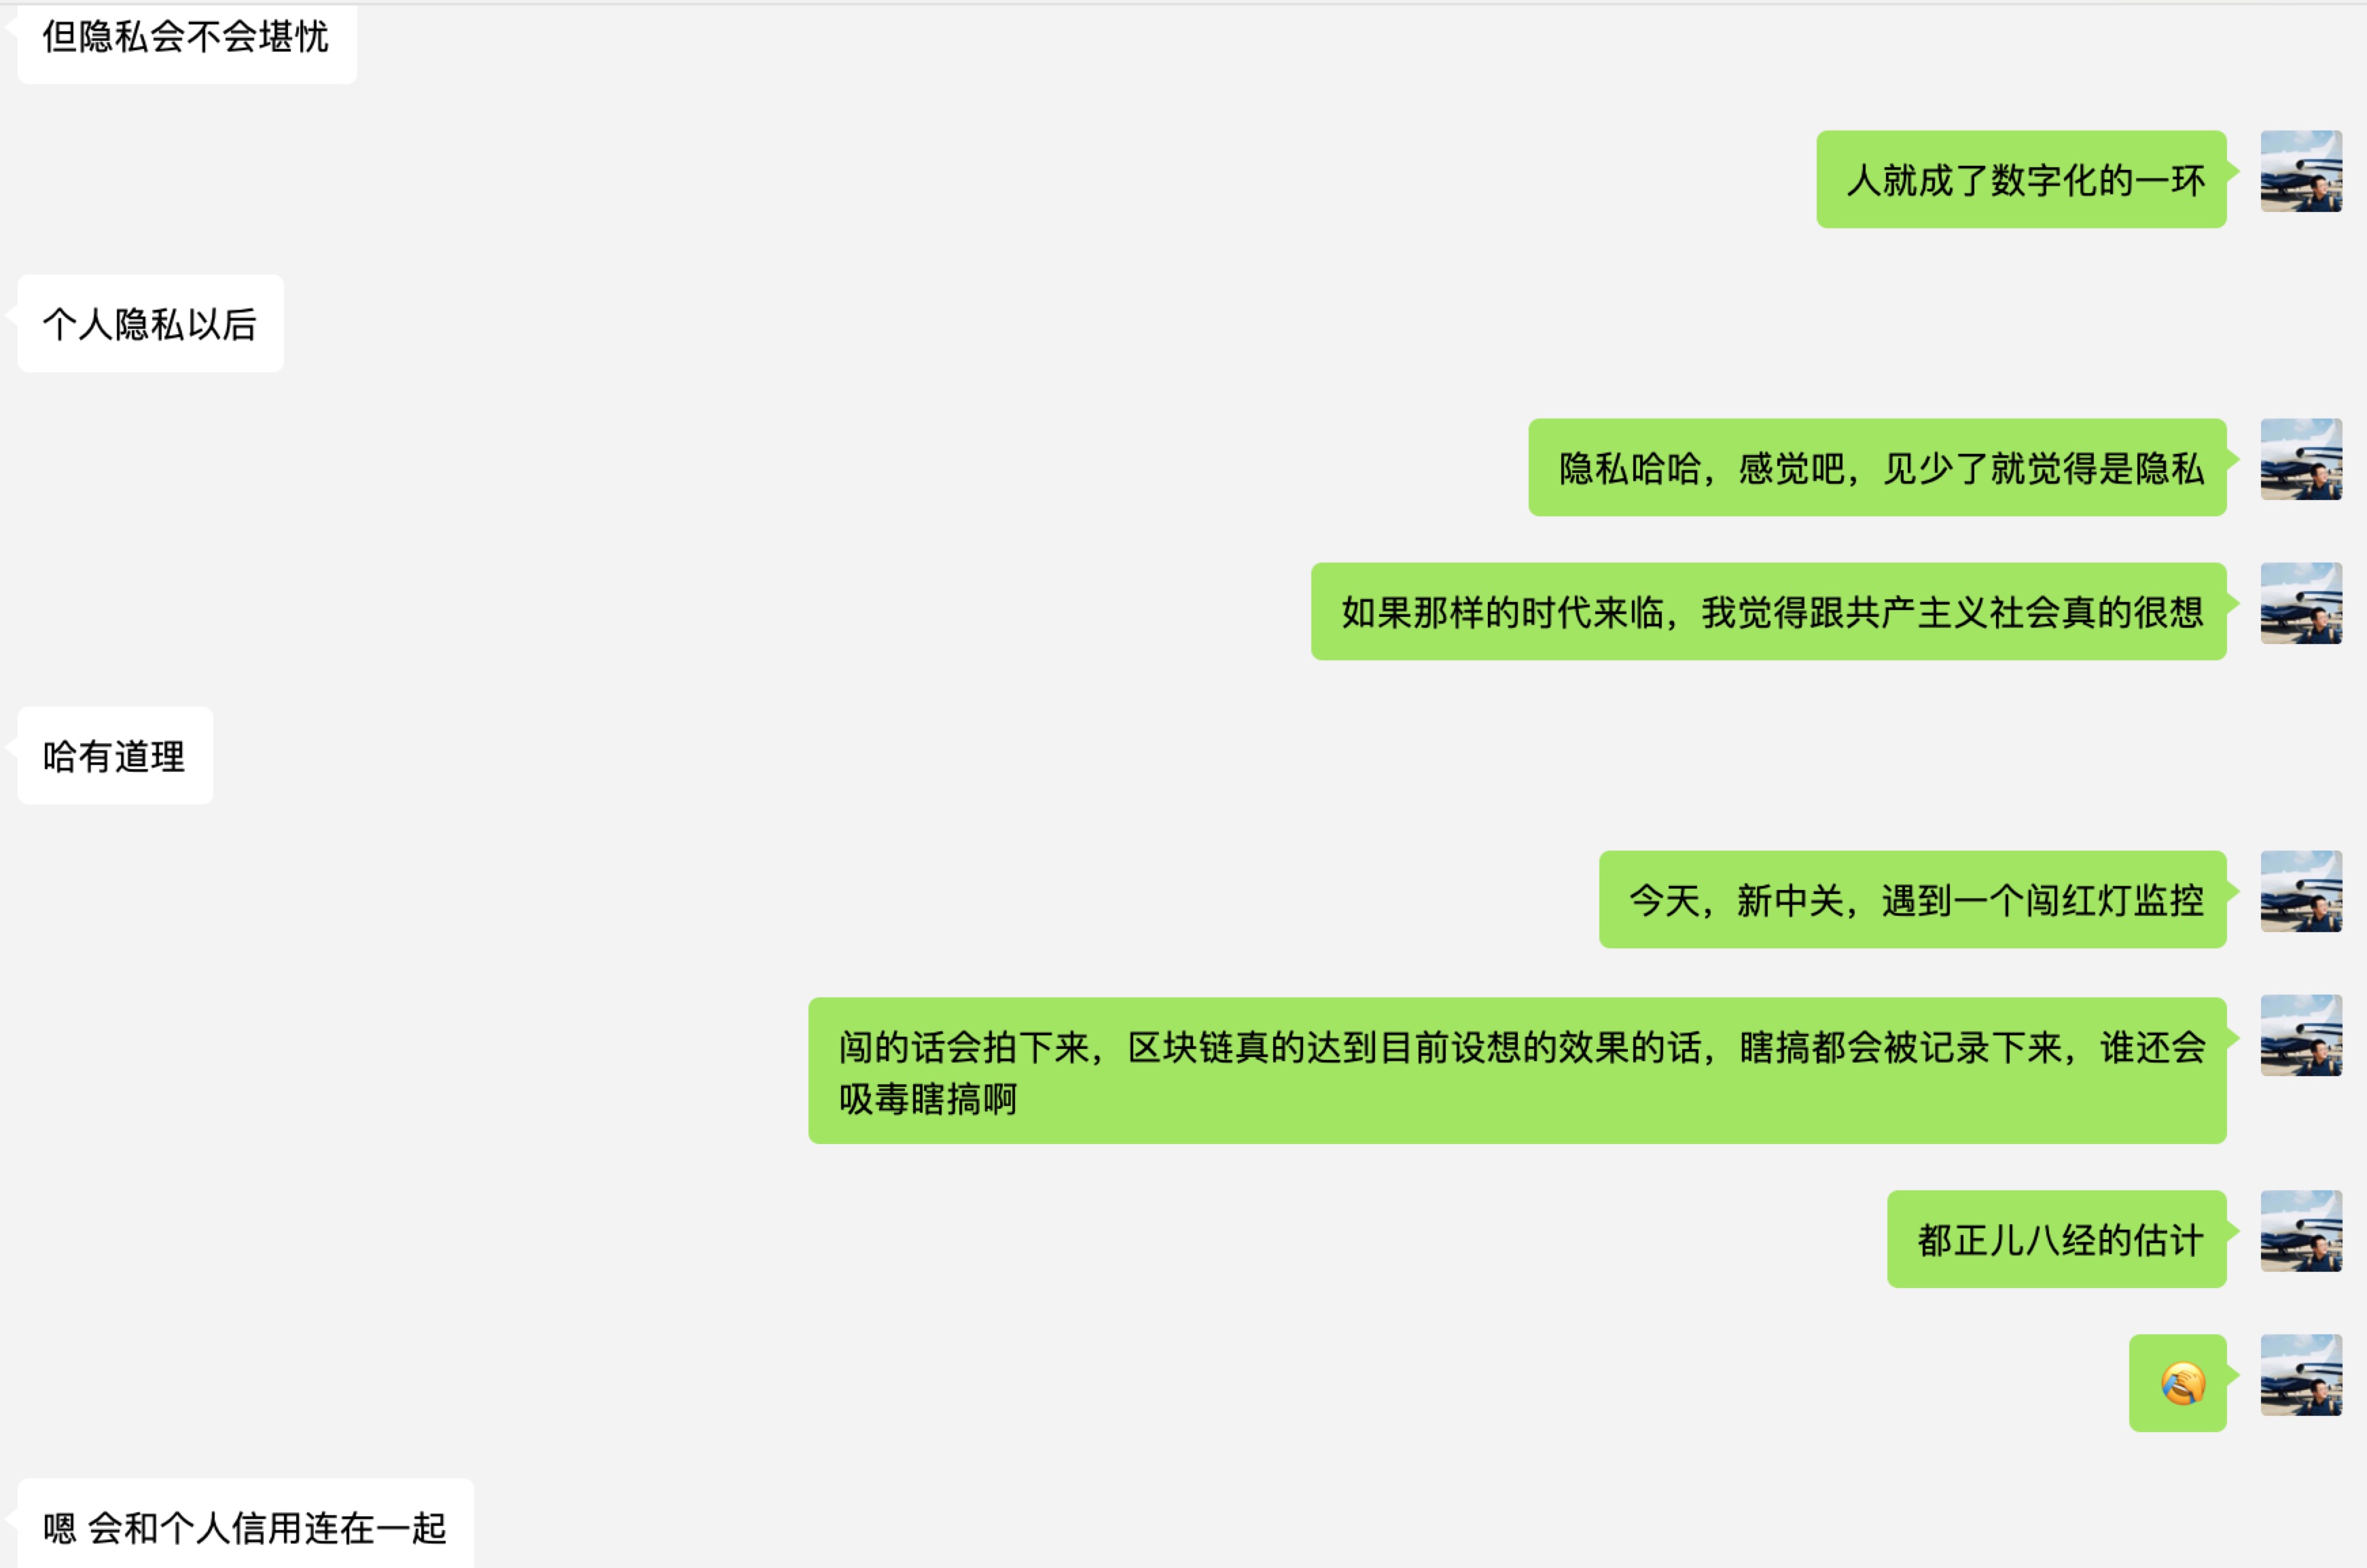 但隐私会不会堪忧
人就成了数字化的一环
个人隐私以后
隐私哈哈，感觉吧，见少了就觉得是隐私
如果那样的时代来临，我觉得跟共产主义社会真的很想
哈有道理
今天，新中关，遇到一个闯红灯监控
闯的话会拍下来，区块链真的达到目前设想的效果的话，瞎搞都会被记录下来，谁还会
吸毒瞎搞啊
都正儿八经的估计
嗯 会和个人信用连在一起